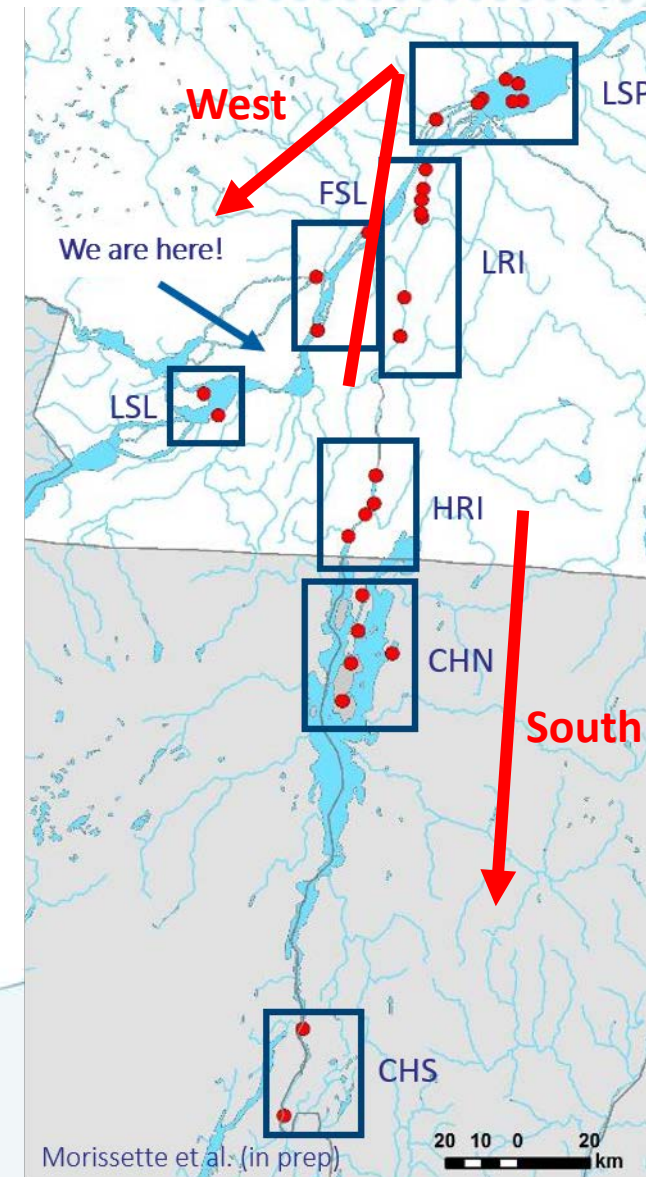 LSP
West
FSL
We are here!
LRI
LSL
HRI
CHN
South
CHS
20 10 0 20
km
Morissette et al. (in prep)